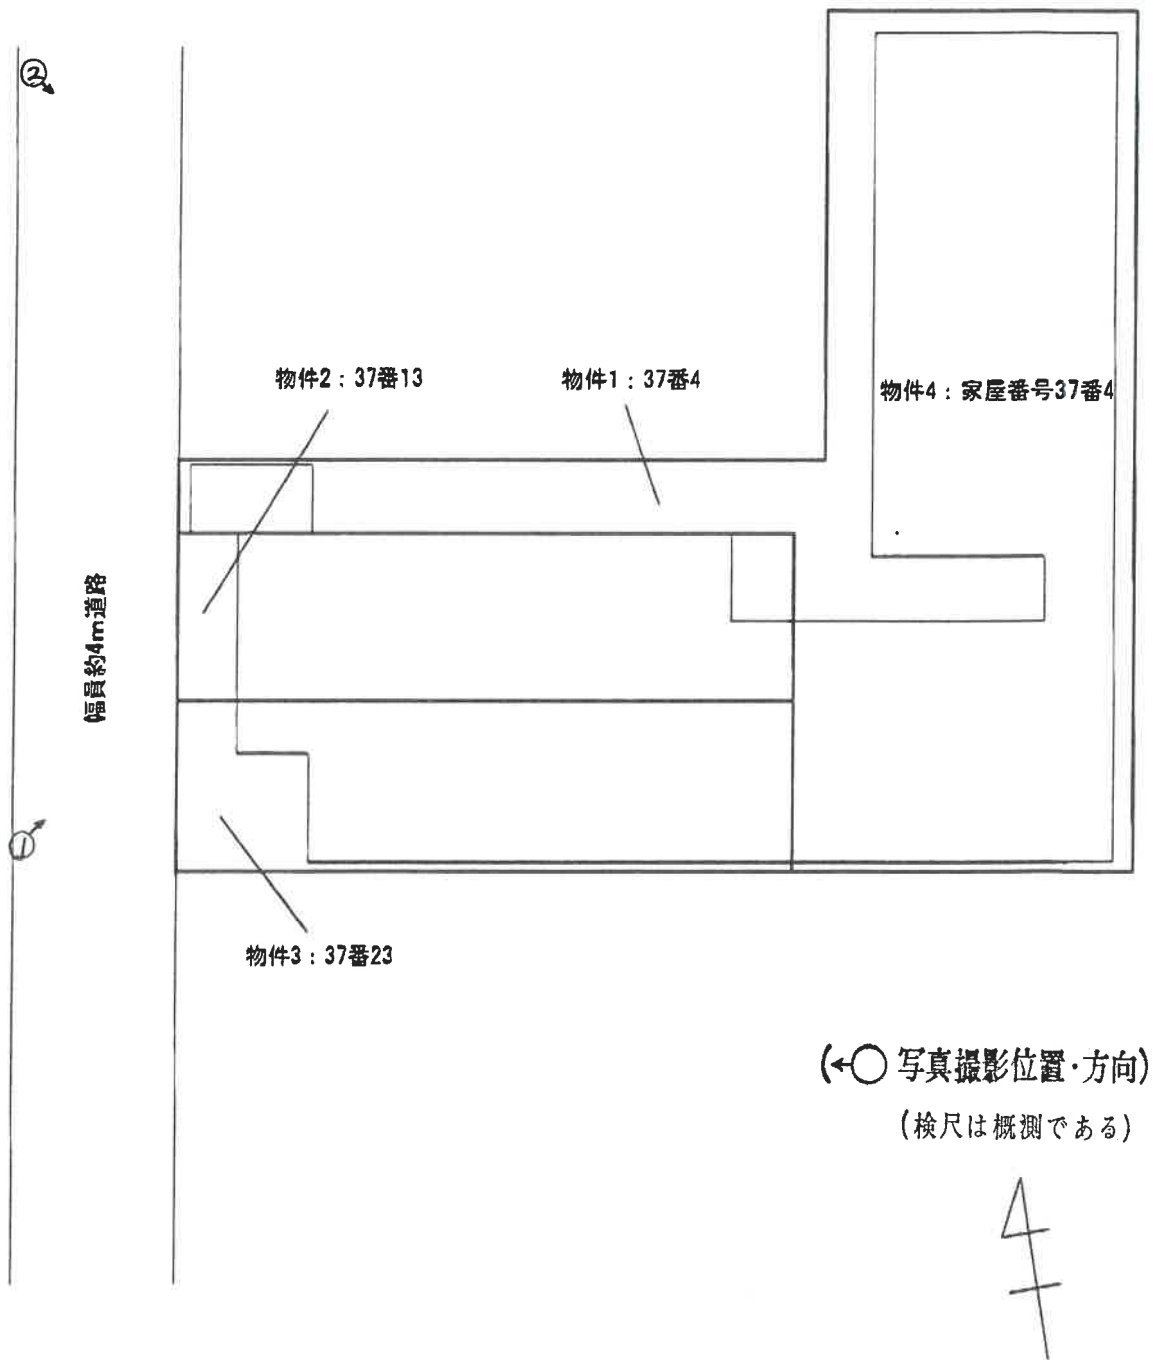 ②
物件2：37番13
物件1：37番4
物件4：家屋番号37番4
幅員約4m道路
①
物件3：37番23
(←○ 写真撮影位置・方向)
(検尺は概測である)